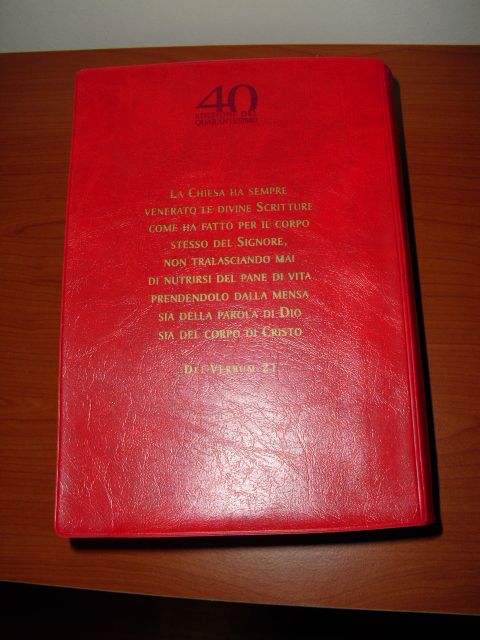 40
EDIZIONE DEL
QUARANTESIMO
LA CHIESA HA SEMPRE
VENERATO LE DIVINE SCRITTURE
COME HA FATTO PER IL CORPO
STESSO DEL SIGNORE,
NON TRALASCIANDO MAI
DI NUTRIRSI DEL PANE DI VITA
PRENDENDOLO DALLA MENSA
SIA DELLA PAROLA DI DIO
SIA DEL CORPO DI CRISTO
DEI VERBUM 21